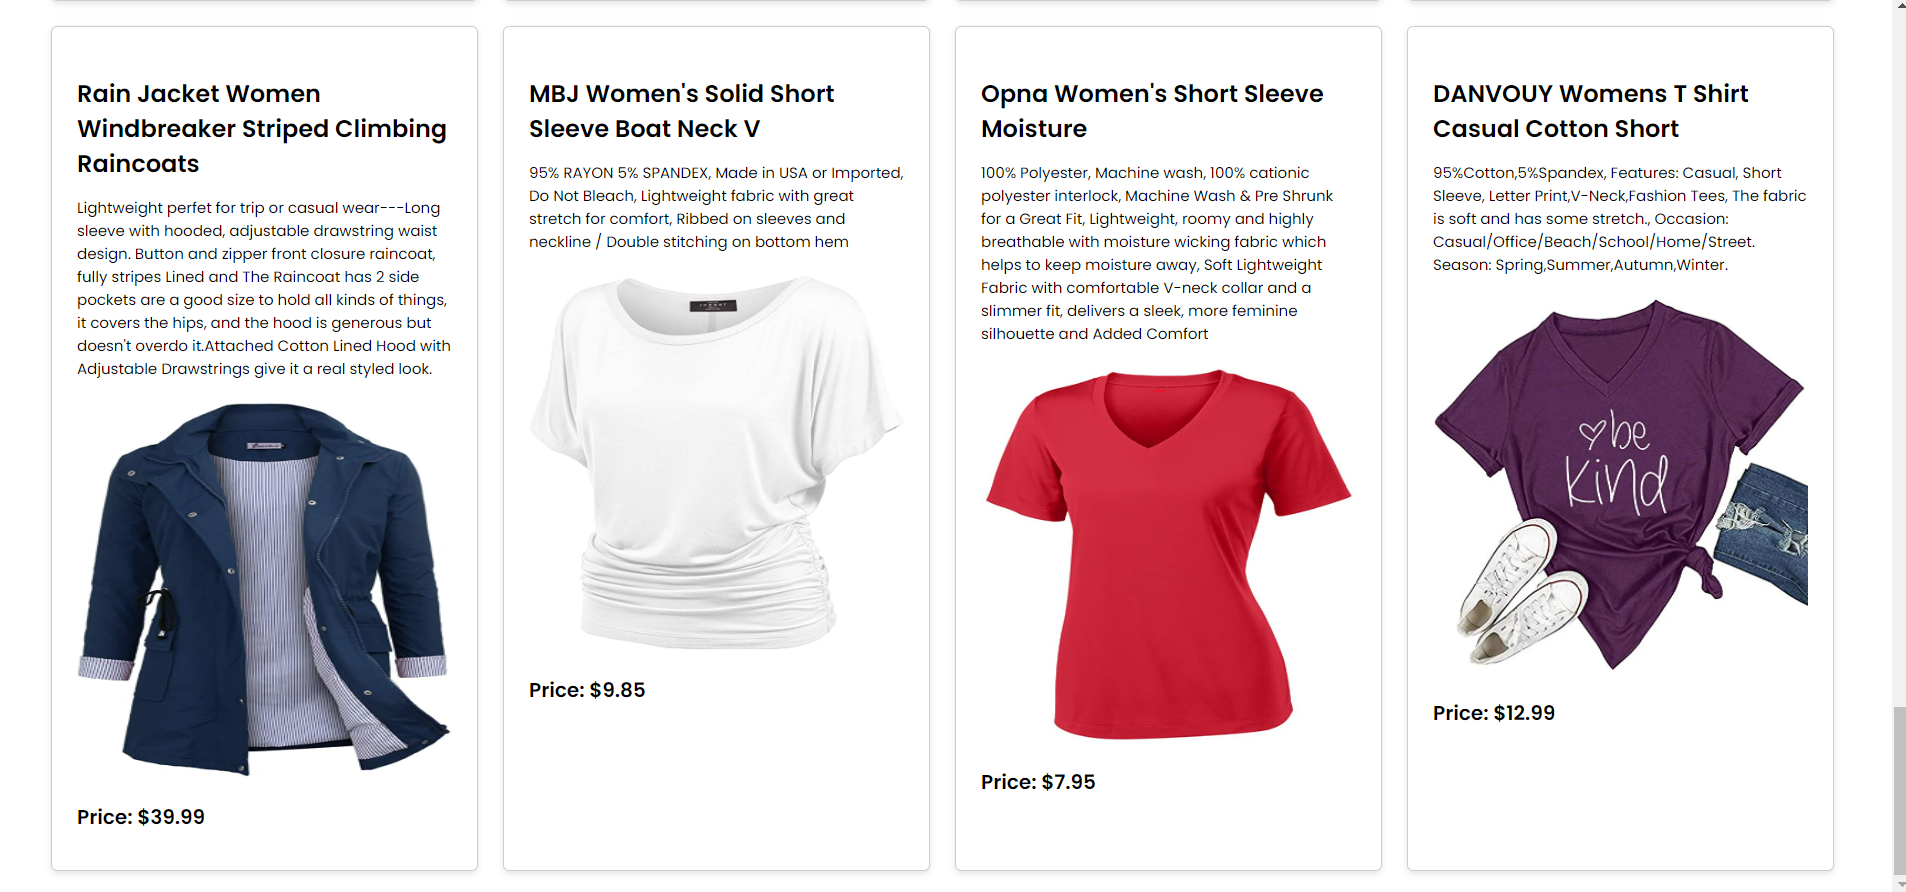 Rain Jacket Women
Windbreaker Striped Climbing
Raincoats
Lightweight perfet for trip or casual wear---Long
sleeve with hooded, adjustable drawstring waist
design. Button and zipper front closure raincoat,
fully stripes Lined and The Raincoat has 2 side
pockets are a good size to hold all kinds of things,
it covers the hips, and the hood is generous but
doesn't overdo it.Attached Cotton Lined Hood with
Adjustable Drawstrings give it a real styled look.
Price: $39.99
MBJ Women's Solid Short
Sleeve Boat Neck V
95% RAYON 5% SPANDEX, Made in USA or Imported,
Do Not Bleach, Lightweight fabric with great
stretch for comfort, Ribbed on sleeves and
neckline / Double stitching on bottom hem
Price: $9.85
Opna Women's Short Sleeve
Moisture
100% Polyester, Machine wash, 100% cationic
polyester interlock, Machine Wash & Pre Shrunk
for a Great Fit, Lightweight, roomy and highly
breathable with moisture wicking fabric which
helps to keep moisture away, Soft Lightweight
Fabric with comfortable V-neck collar and a
slimmer fit, delivers a sleek, more feminine
silhouette and Added Comfort
Price: $7.95
DANVOUY Womens T Shirt
Casual Cotton Short
95%Cotton,5%Spandex, Features: Casual, Short
Sleeve, Letter Print,V-Neck,Fashion Tees, The fabric
is soft and has some stretch., Occasion:
Casual/Office/Beach/School/Home/Street.
Season: Spring,Summer,Autumn,Winter.
be
kind
Price: $12.99